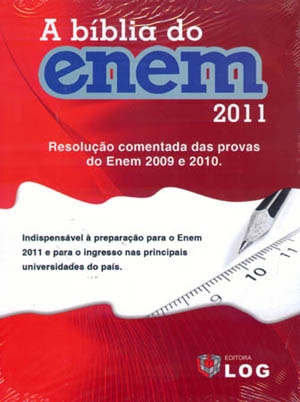 A bíblia do
enem
2011
Resolução comentada das provas
do Enem 2009 e 2010.
Indispensável à preparação para o Enem
2011 e para o ingresso nas principais
universidades do país.
9
10
11
EDITORA
LOG